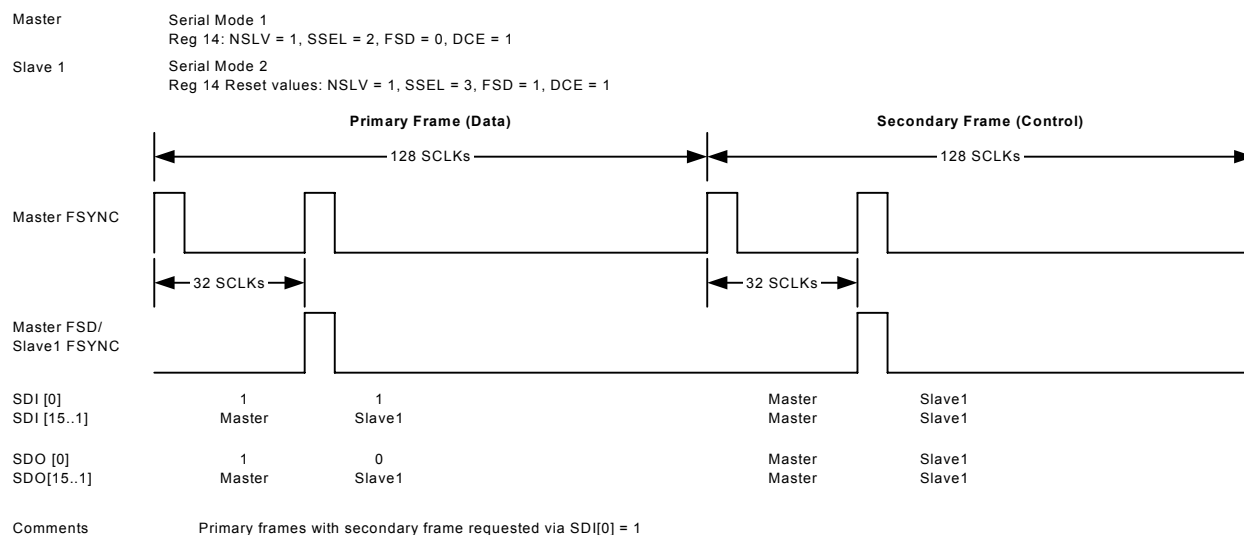 Master Serial Mode 1
Reg 14: NSLV = 1, SSEL = 2, FSD = 0, DCE = 1
Slave 1 Serial Mode 2
Reg 14 Reset values: NSLV = 1, SSEL = 3, FSD = 1, DCE = 1
Primary Frame (Data) Secondary Frame (Control)
128 SCLKs 128 SCLKs
Master FSYNC
32 SCLKs 32 SCLKs
Master FSD/
Slave1 FSYNC
SDI [0] 1 1 Master Slave1
SDI [15..1] Master Slave1 Master Slave1
SDO [0] 1 0 Master Slave1
SDO[15..1] Master Slave1 Master Slave1
Comments Primary frames with secondary frame requested via SDI[0] = 1